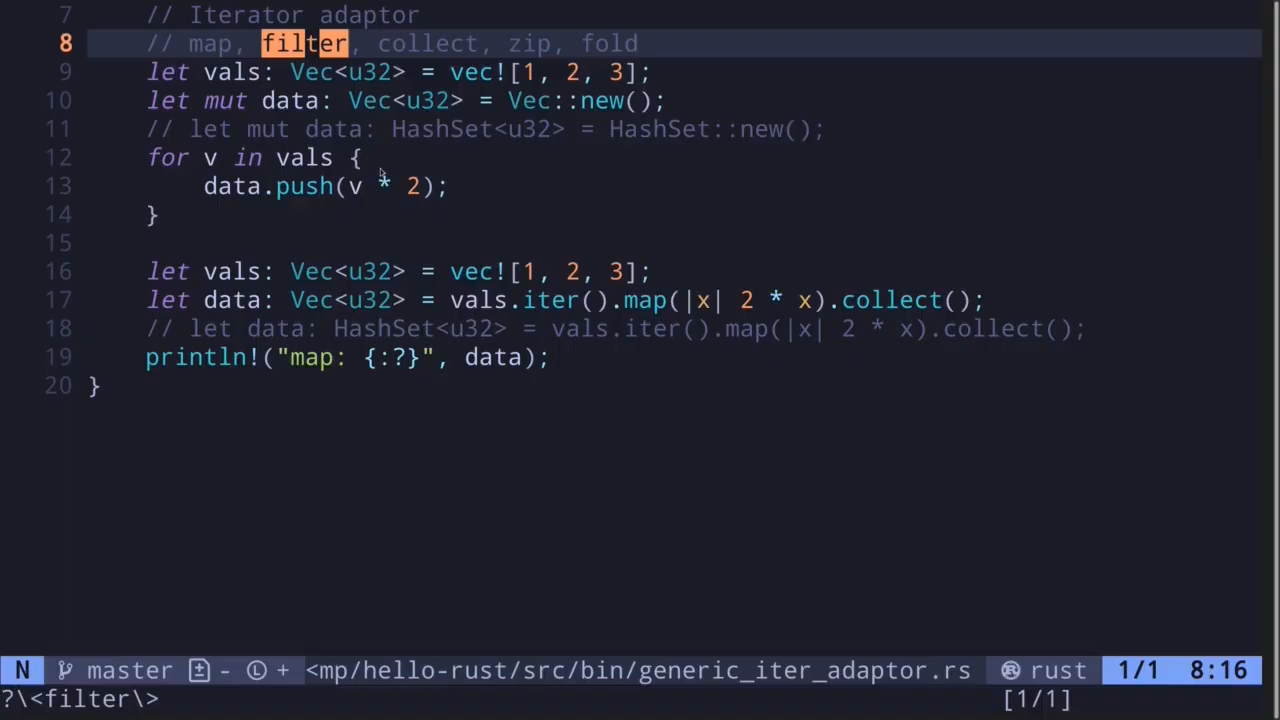 7 // Iterator adaptor
8 // map, filter, collect, zip, fold
9 let vals: Vec<u32> = vec![1, 2, 3];
10 let mut data: Vec<u32> = Vec::new();
11 // let mut data: HashSet<u32> = HashSet::new();
12 for v in vals {
13 data.push(v * 2);
14 }
15
16 let vals: Vec<u32> = vec![1, 2, 3];
17 let data: Vec<u32> = vals.iter().map(|x| 2 * x).collect();
18 // let data: HashSet<u32> = vals.iter().map(|x| 2 * x).collect();
19 println!("map: {:?}", data);
20 }
N master - L + <mp/hello-rust/src/bin/generic_iter_adaptor.rs rust 1/1 8:16
?\<filter\> [1/1]